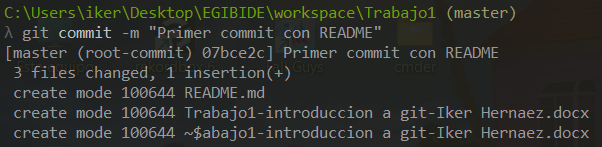 C:\Users\iker\Desktop\EGIBIDE\workspace\Trabajo1 (master)
λ git commit -m "Primer commit con README"
[master (root-commit) 07bce2c] Primer commit con README
 3 files changed, 1 insertion(+)
 create mode 100644 README.md
 create mode 100644 Trabajo1-introduccion a git-Iker Hernaez.docx
 create mode 100644 ~$abajo1-introduccion a git-Iker Hernaez.docx